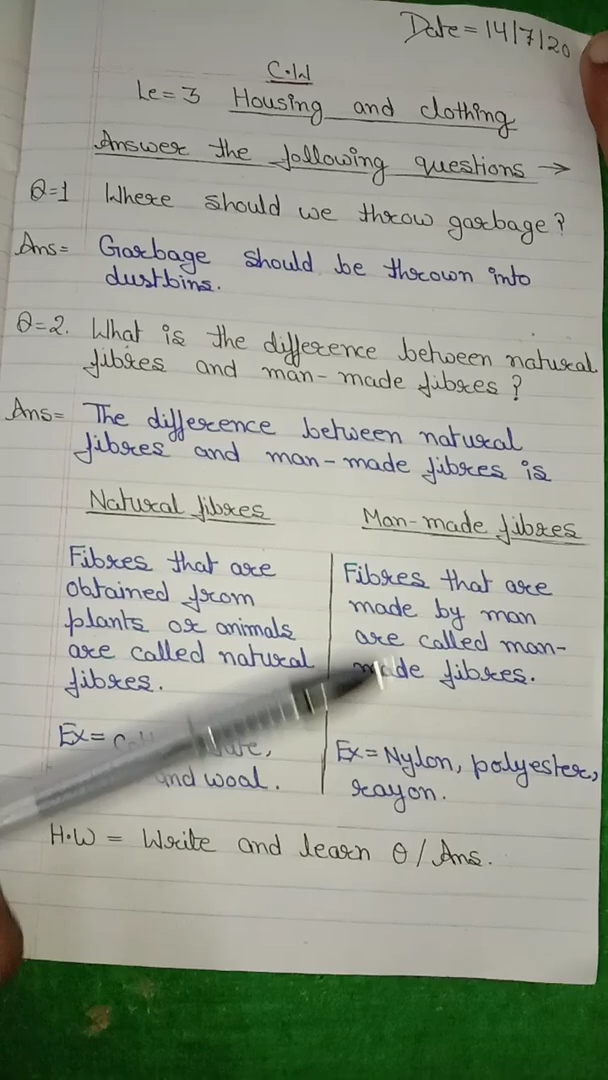 Date = 14/7/20
C.W
Le = 3 Housing and clothing
Answer the following questions →
Q=1 Where should we throw garbage?
Ans= Garbage should be thrown into
dustbins.
Q=2. What is the difference between natural
fibres and man-made fibres?
Ans= The difference between natural
fibres and man-made fibres is
Natural fibres
Fibres that are
obtained from
plants or animals
are called natural
fibres.
Ex=
and woal.
Man-made fibres
Fibres that are
made by man
are called man-
made fibres.
Ex= Nylon, polyester,
rayon.
H.W = Write and learn Q/Ans.